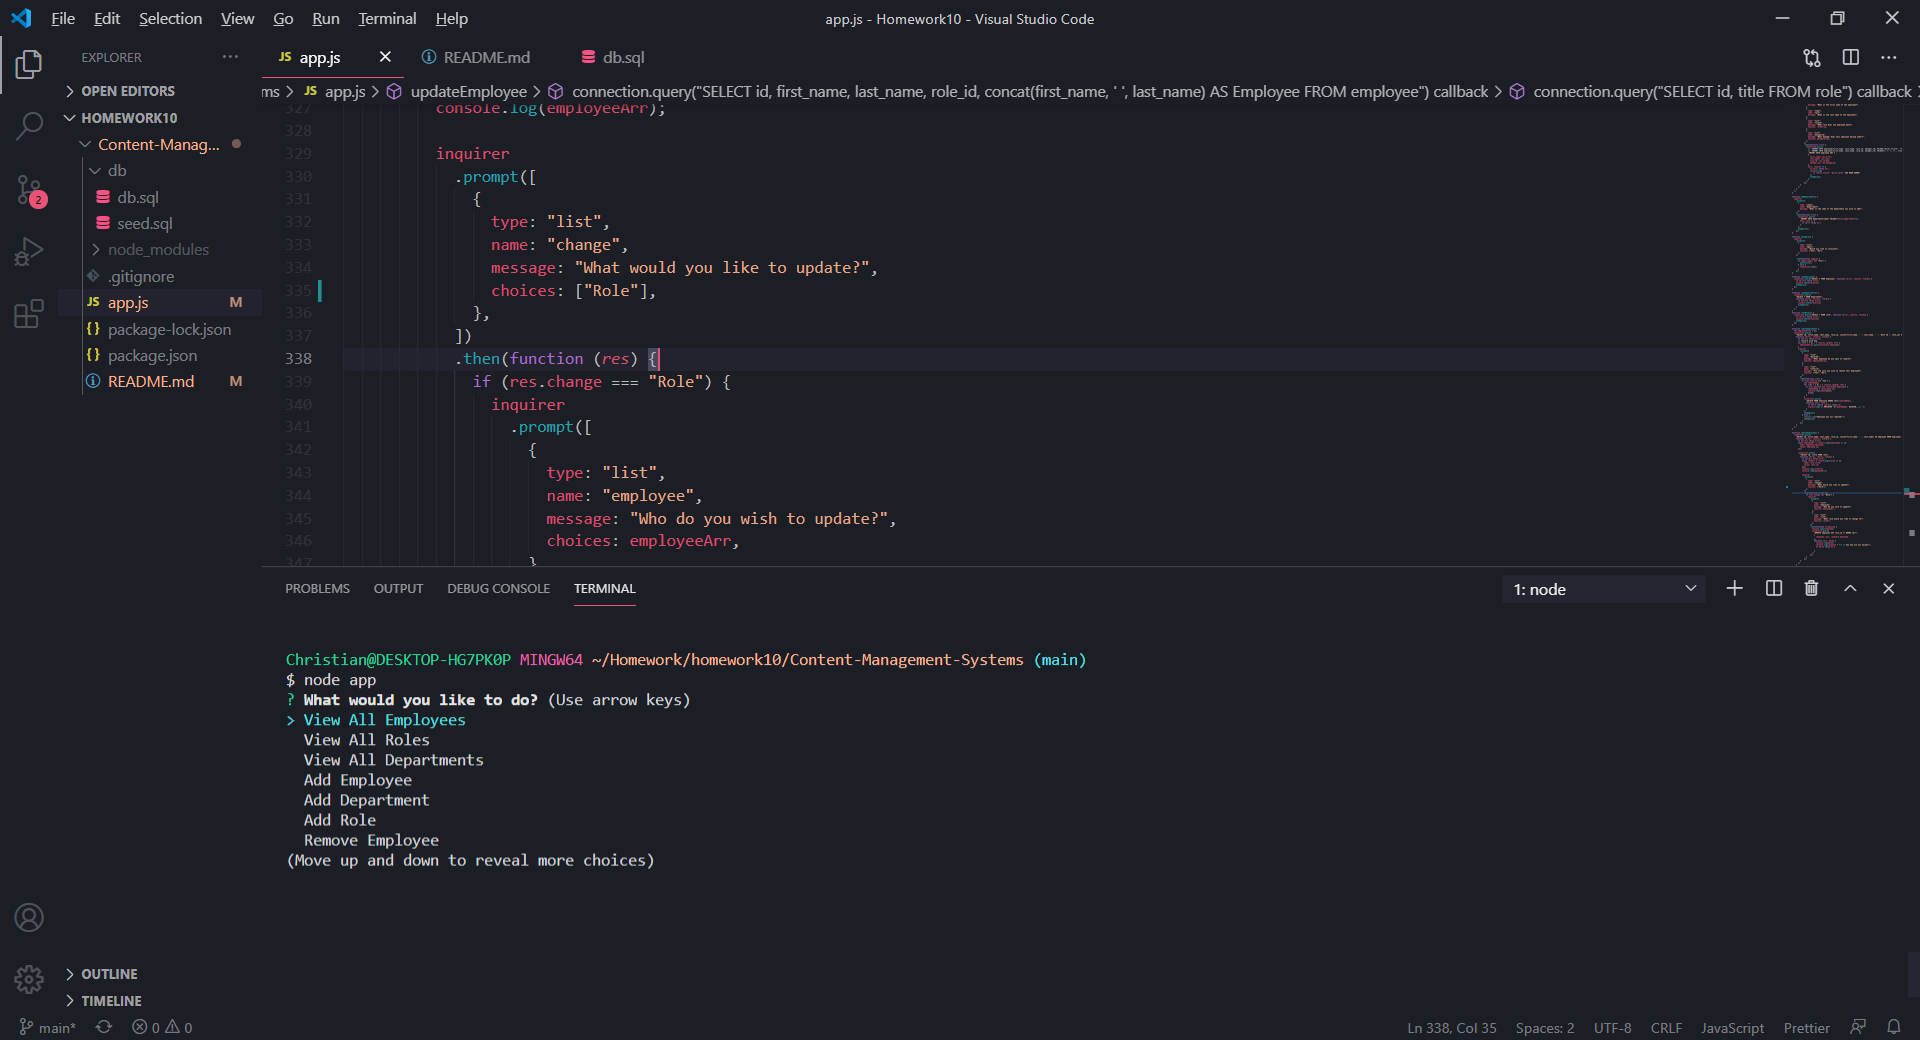 File Edit Selection View Go Run Terminal Help
app.js - Homework10 - Visual Studio Code
EXPLORER
OPEN EDITORS
HOMEWORK10
Content-Manag...
db
db.sql
seed.sql
node_modules
.gitignore
app.js M
package-lock.json
package.json
README.md M
2
OUTLINE
TIMELINE
JS app.js README.md db.sql
ms > JS app.js > updateEmployee > connection.query("SELECT id, first_name, last_name, role_id, concat(first_name, ' ', last_name) AS Employee FROM employee") callback > connection.query("SELECT id, title FROM role") callback
327 console.log(employeeArr);
328
329 inquirer
330 .prompt([
331 {
332 type: "list",
333 name: "change",
334 message: "What would you like to update?",
335 choices: ["Role"],
336 },
337 ])
338 .then(function (res) {
339 if (res.change === "Role") {
340 inquirer
341 .prompt([
342 {
343 type: "list",
344 name: "employee",
345 message: "Who do you wish to update?",
346 choices: employeeArr,
347 }
PROBLEMS OUTPUT DEBUG CONSOLE TERMINAL
1: node
Christian@DESKTOP-HG7PK0P MINGW64 ~/Homework/homework10/Content-Management-Systems (main)
$ node app
? What would you like to do? (Use arrow keys)
> View All Employees
View All Roles
View All Departments
Add Employee
Add Department
Add Role
Remove Employee
(Move up and down to reveal more choices)
main* 0 0
Ln 338, Col 35 Spaces: 2 UTF-8 CRLF JavaScript Prettier